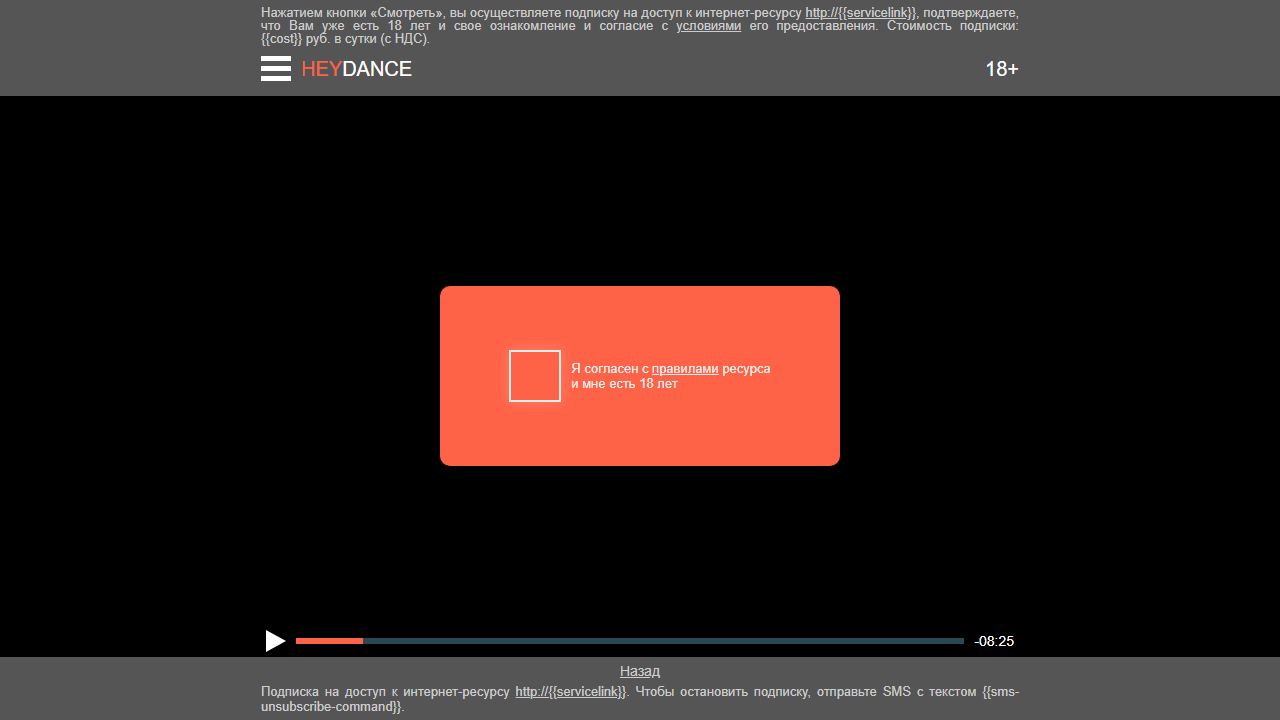 Нажатием кнопки «Смотреть», вы осуществляете подписку на доступ к интернет-ресурсу http://{{servicelink}}, подтверждаете,
что Вам уже есть 18 лет и свое ознакомление и согласие с условиями его предоставления. Стоимость подписки:
{{cost}} руб. в сутки (с НДС).
HEYDANCE
18+
Я согласен с правилами ресурса
и мне есть 18 лет
-08:25
Назад
Подписка на доступ к интернет-ресурсу http://{{servicelink}}. Чтобы остановить подписку, отправьте SMS с текстом {{sms-
unsubscribe-command}}.